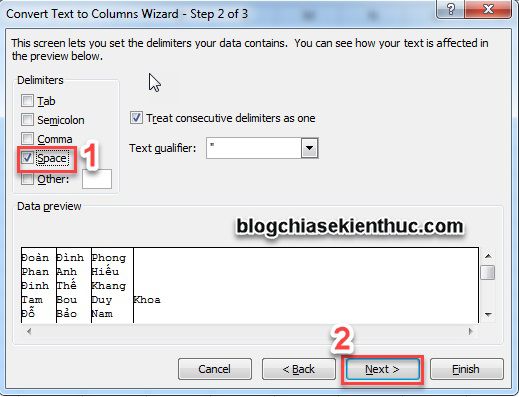 Convert Text to Columns Wizard - Step 2 of 3
This screen lets you set the delimiters your data contains. You can see how your text is affected in the preview below.
Delimiters
Tab
Semicolon
Comma
Space
Other:
1
Treat consecutive delimiters as one
Text qualifier: "
Data preview
blogchiasekienthuc.com
Đoàn Đình Phong
Phan Anh Hiếu
Đinh Thế Khang
Tam Bou Duy Khoa
Đỗ Bảo Nam
2
Cancel < Back Next > Finish